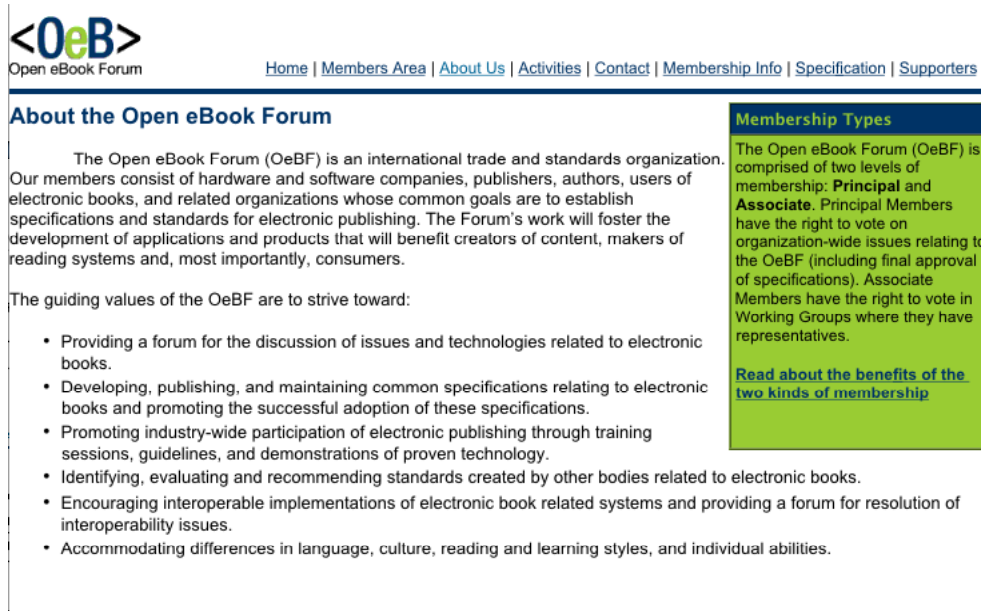 <OeB>
Open eBook Forum
Home | Members Area | About Us | Activities | Contact | Membership Info | Specification | Supporters
About the Open eBook Forum
The Open eBook Forum (OeBF) is an international trade and standards organization.
Our members consist of hardware and software companies, publishers, authors, users of
electronic books, and related organizations whose common goals are to establish
specifications and standards for electronic publishing. The Forum's work will foster the
development of applications and products that will benefit creators of content, makers of
reading systems and, most importantly, consumers.
The guiding values of the OeBF are to strive toward:
• Providing a forum for the discussion of issues and technologies related to electronic
books.
• Developing, publishing, and maintaining common specifications relating to electronic
books and promoting the successful adoption of these specifications.
• Promoting industry-wide participation of electronic publishing through training
sessions, guidelines, and demonstrations of proven technology.
• Identifying, evaluating and recommending standards created by other bodies related to electronic books.
• Encouraging interoperable implementations of electronic book related systems and providing a forum for resolution of
interoperability issues.
• Accommodating differences in language, culture, reading and learning styles, and individual abilities.
Membership Types
The Open eBook Forum (OeBF) is
comprised of two levels of
membership: Principal and
Associate. Principal Members
have the right to vote on
organization-wide issues relating to
the OeBF (including final approval
of specifications). Associate
Members have the right to vote in
Working Groups where they have
representatives.
Read about the benefits of the
two kinds of membership